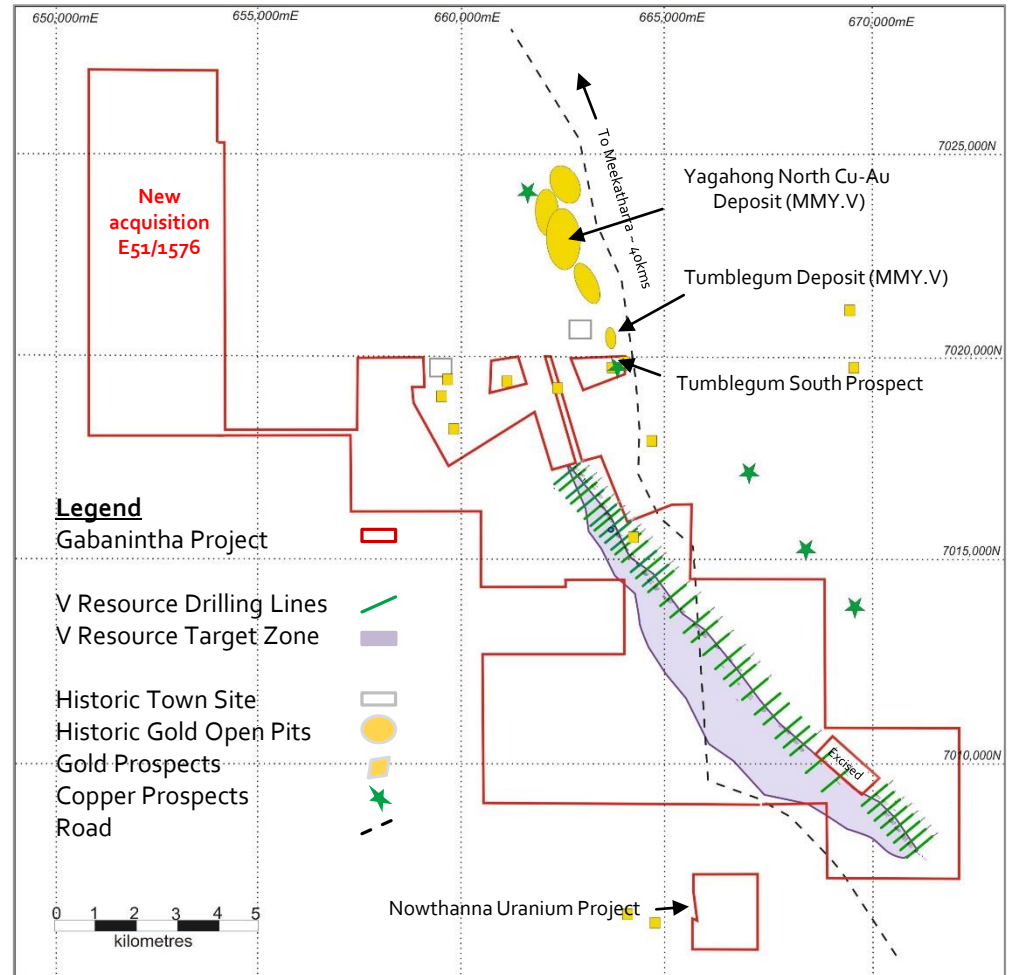 650,000mE
655,000mE
660,000mE
665,000mE
670,000mE
7025,000N
To Meekatharra ~ 40kms
Yagahong North Cu-Au
Deposit (MMY.V)
New
acquisition
E51/1576
Tumblegum Deposit (MMY.V)
7020,000N
Tumblegum South Prospect
Legend
Gabanintha Project
7015,000N
V Resource Drilling Lines
V Resource Target Zone
Historic Town Site
Historic Gold Open Pits
Gold Prospects
Copper Prospects
Road
7010,000N
Excised
0 1 2 3 4 5
kilometres
Nowthanna Uranium Project